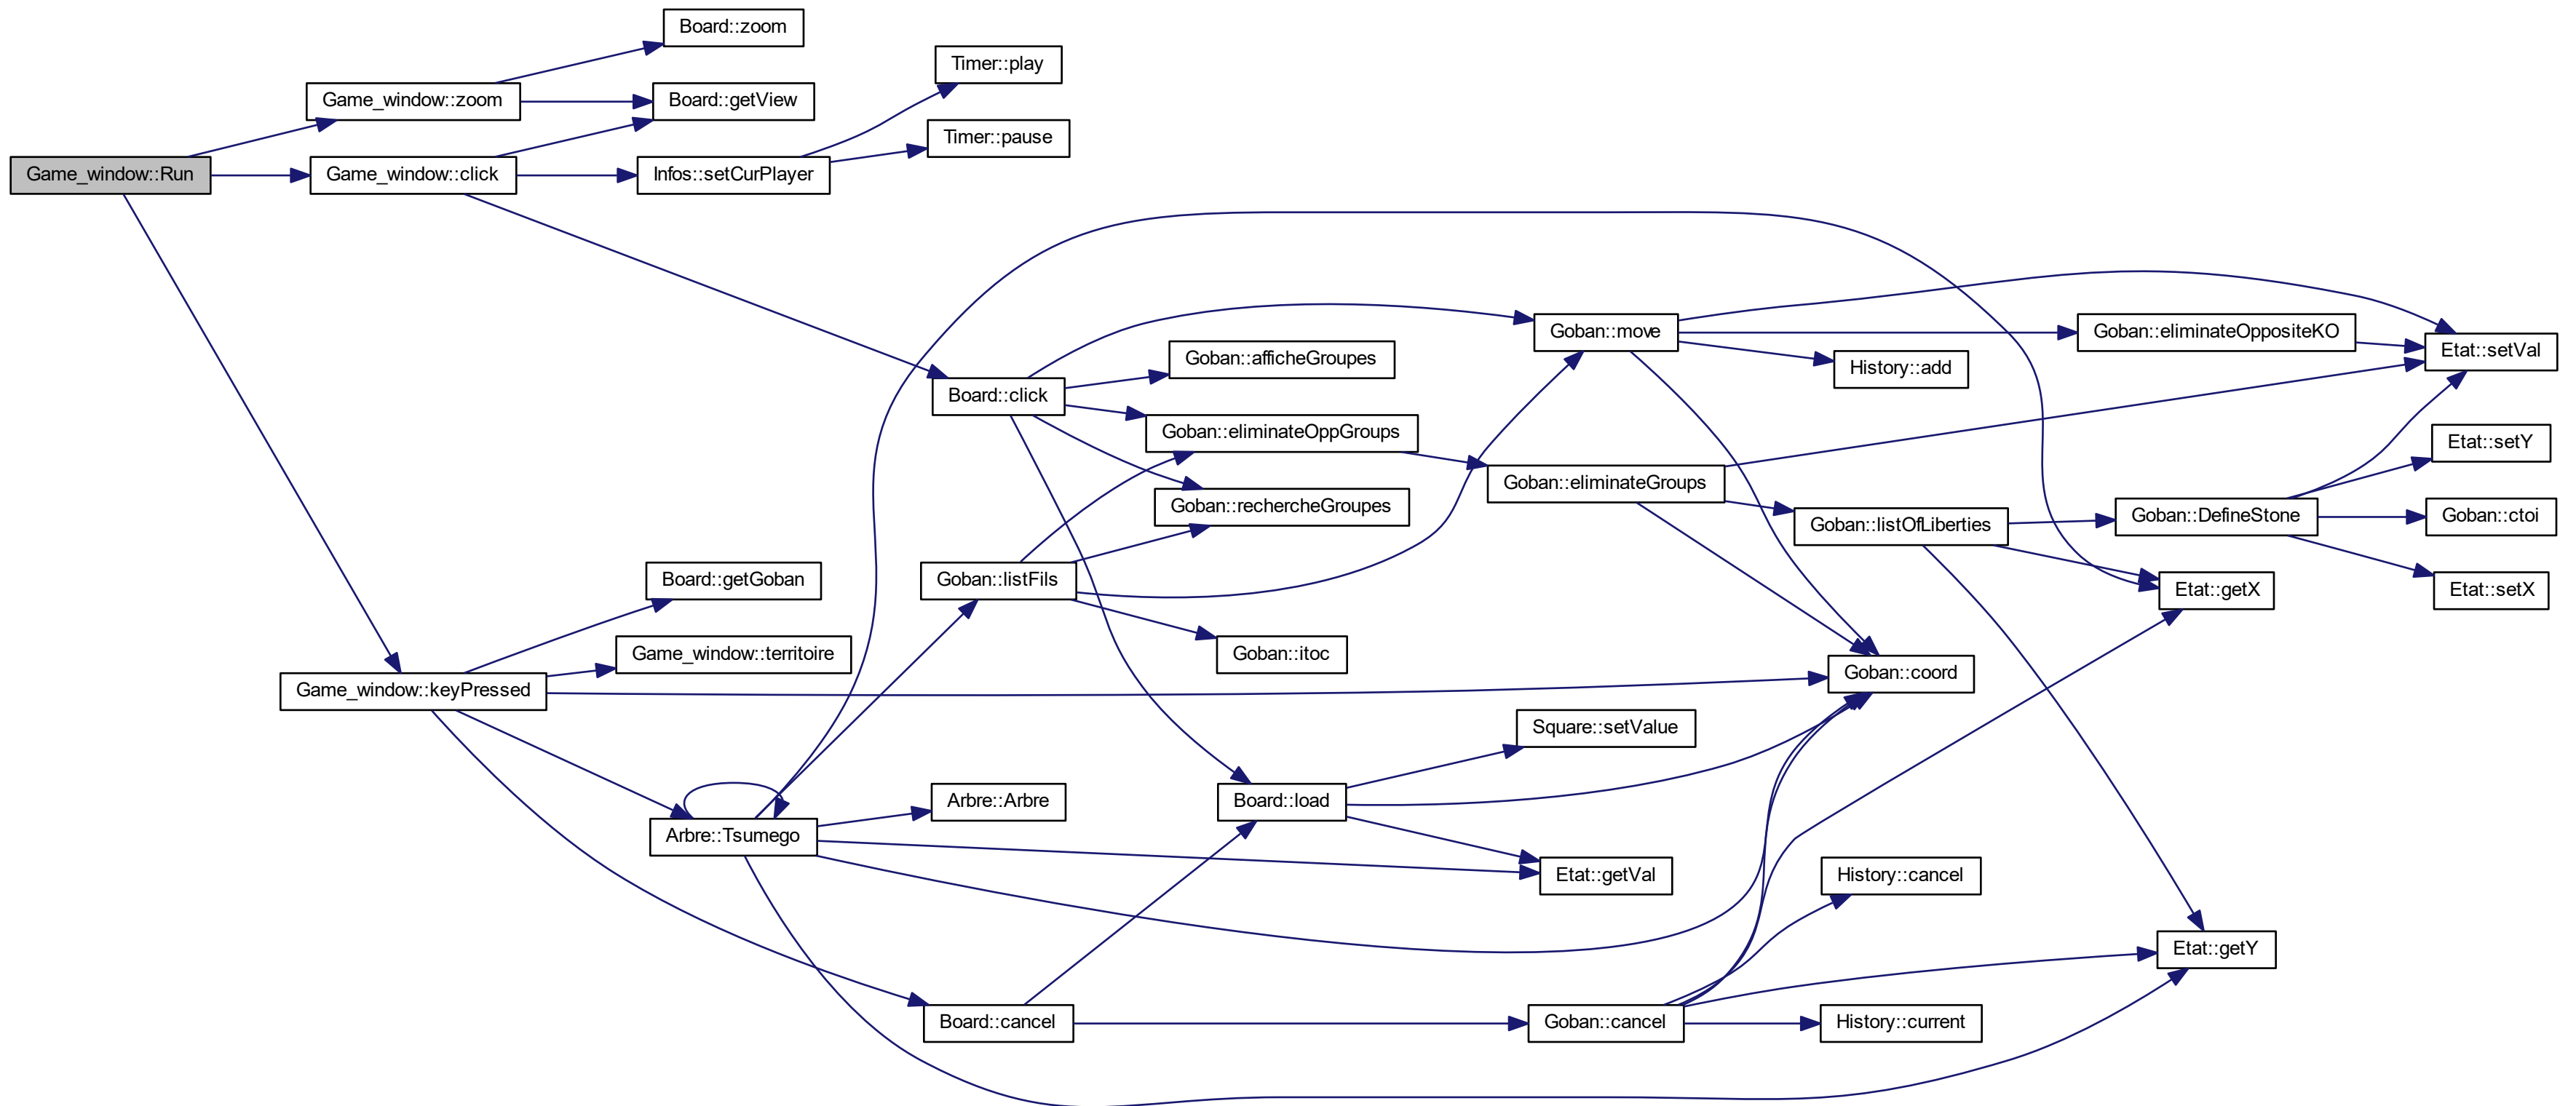 Board::zoom
Timer::play
Game_window::zoom
Board::getView
Timer::pause
Game_window::Run
Game_window::click
Infos::setCurPlayer
Goban::move
Goban::eliminateOppositeKO
Etat::setVal
Goban::afficheGroupes
History::add
Board::click
Goban::eliminateOppGroups
Etat::setY
Goban::eliminateGroups
Goban::rechercheGroupes
Goban::listOfLiberties
Goban::DefineStone
Goban::ctoi
Board::getGoban
Goban::listFils
Etat::getX
Etat::setX
Game_window::territoire
Goban::itoc
Goban::coord
Game_window::keyPressed
Square::setValue
Arbre::Arbre
Board::load
Arbre::Tsumego
Etat::getVal
History::cancel
Etat::getY
Board::cancel
Goban::cancel
History::current